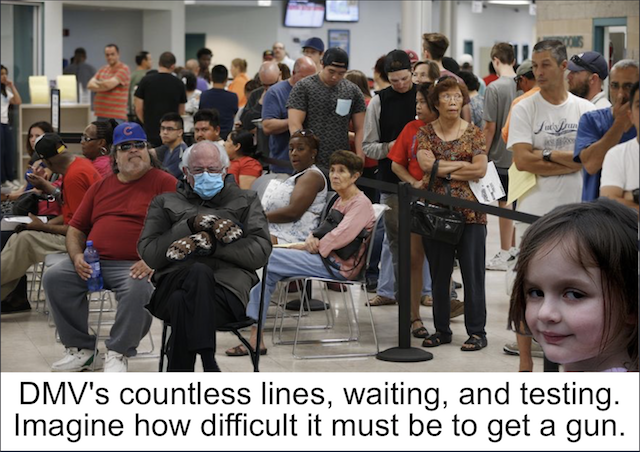 DMV's countless lines, waiting, and testing.
Imagine how difficult it must be to get a gun.